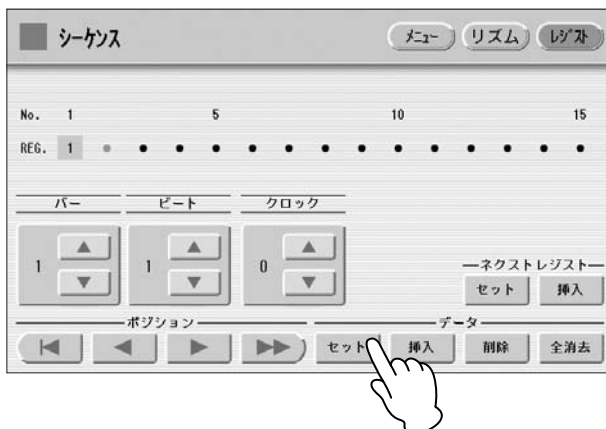 シーケンス メニュー リズム レジスト
No. 1 5 10 15
REG. 1
バー ビート クロック
1 1 0
ネクストレジスト
セット 挿入
ポジション データ
セット 挿入 削除 全消去